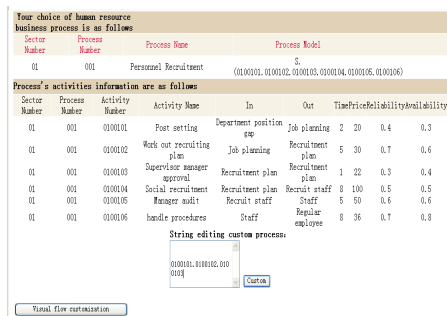 Your choice of human resource
business process is as follows
Sector Number Process Number Process Name Process Model
01 001 Personnel Recruitment S.(0100101.0100102.0100103.0100104.0100105.0100106)
Process's activities information are as follows
Sector Number Process Number Activity Number Activity Name In Out Time Price Reliability Availability
01 001 0100101 Post setting Department position gap Job planning 2 20 0.4 0.3
01 001 0100102 Work out recruiting plan Job planning Recruitment plan 5 30 0.7 0.6
01 001 0100103 Supervisor manager approval Recruitment plan Recruitment plan 1 22 0.3 0.4
01 001 0100104 Social recruitment Recruitment plan Recruit staff 8 100 0.5 0.5
01 001 0100105 Manager audit Recruit staff Staff 5 50 0.6 0.6
01 001 0100106 handle procedures Staff Regular employee 8 36 0.7 0.8
String editing custom process:
0100101.0100102.010
0103
Custom
Visual flow customization